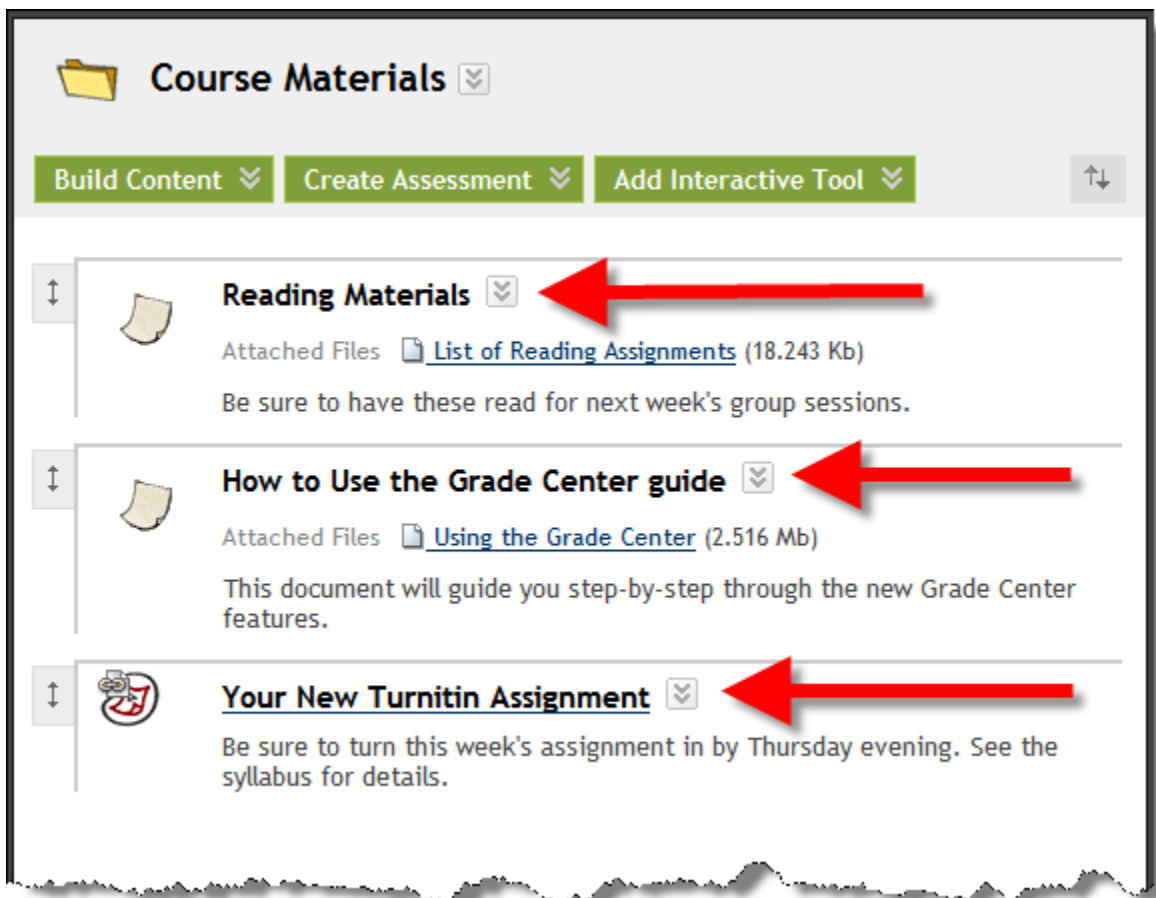 Course Materials
Build Content Create Assessment Add Interactive Tool
Reading Materials
Attached Files List of Reading Assignments (18.243 Kb)
Be sure to have these read for next week's group sessions.
How to Use the Grade Center guide
Attached Files Using the Grade Center (2.516 Mb)
This document will guide you step-by-step through the new Grade Center
features.
Your New Turnitin Assignment
Be sure to turn this week's assignment in by Thursday evening. See the
syllabus for details.